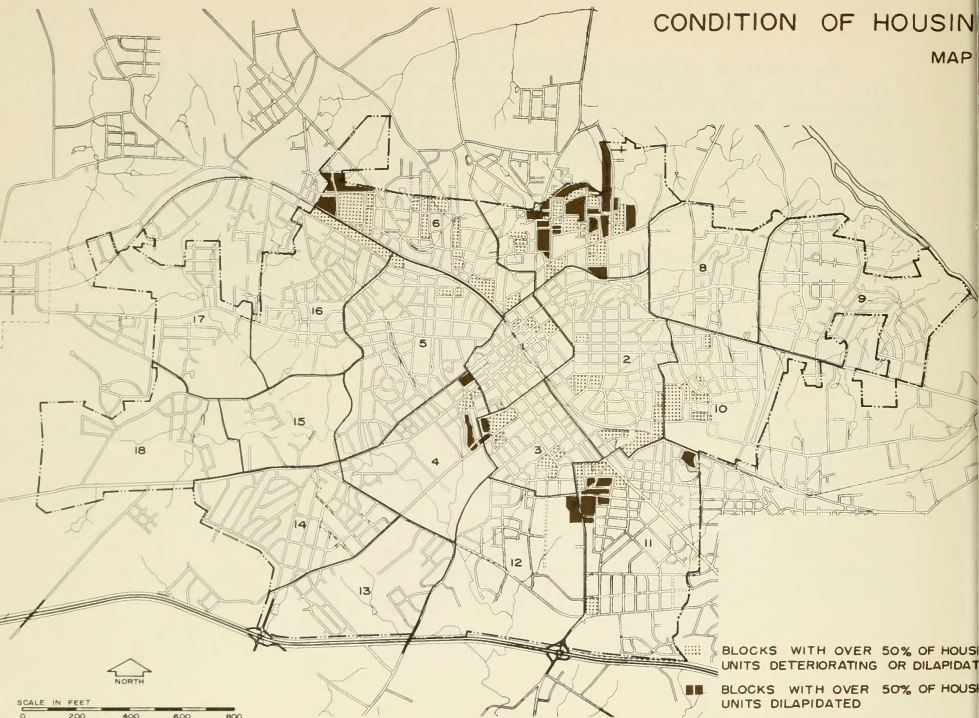 CONDITION OF HOUSIN
MAP
6
8
9
17
16
5
1
2
10
18
15
4
3
14
11
12
13
NORTH
SCALE IN FEET
0 200 400 600 800
BLOCKS WITH OVER 50% OF HOUSI
UNITS DETERIORATING OR DILAPIDAT
BLOCKS WITH OVER 50% OF HOUSI
UNITS DILAPIDATED